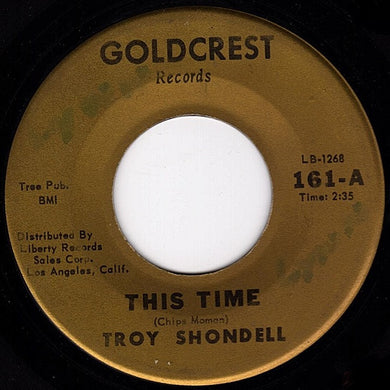 GOLDCREST
Records
LB-1268
161-A
Time: 2:35
Tree Pub.
BMI
Distributed By
Liberty Records
Sales Corp.
Los Angeles, Calif.
THIS TIME
(Chips Moman)
TROY SHONDELL